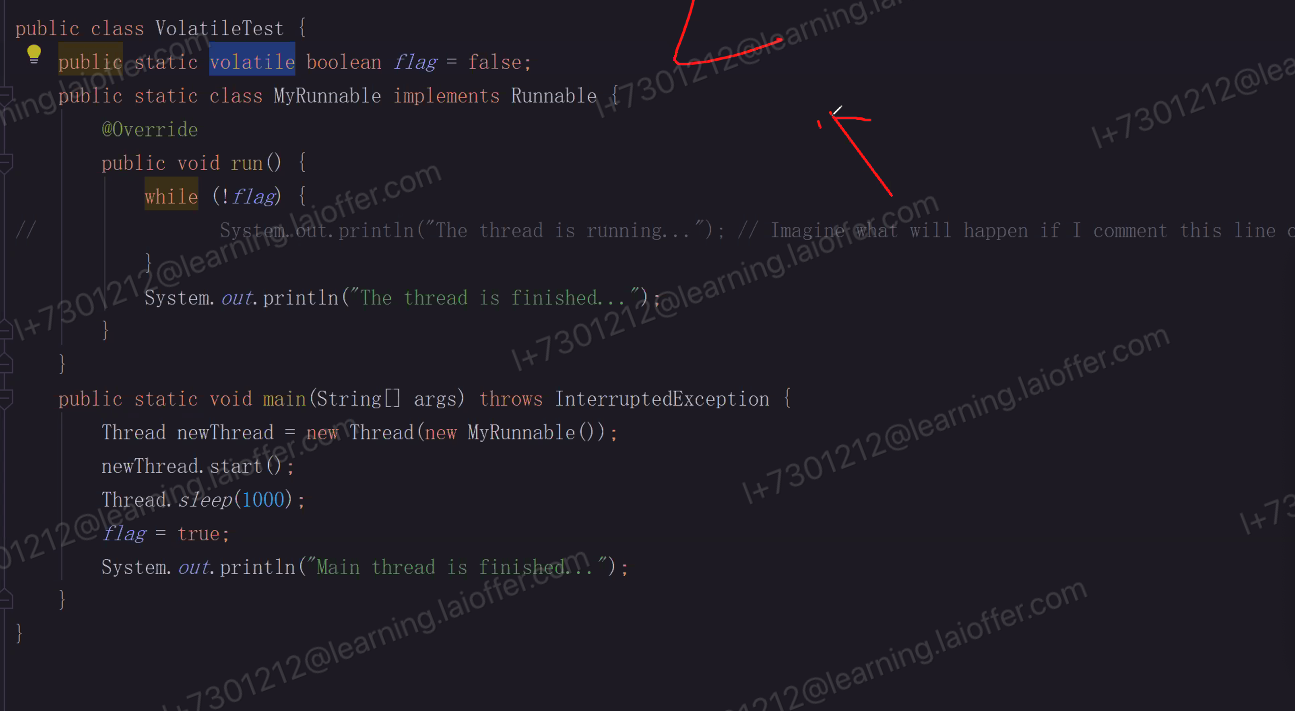 public class VolatileTest {
public static volatile boolean flag = false;
public static class MyRunnable implements Runnable {
@Override
public void run() {
while (!flag) {
// System.out.println("The thread is running..."); // Imagine what will happen if I comment this line
}
System.out.println("The thread is finished...");
}
}
public static void main(String[] args) throws InterruptedException {
Thread newThread = new Thread(new MyRunnable());
newThread.start();
Thread.sleep(1000);
flag = true;
System.out.println("Main thread is finished...");
}
}
l+7301212@learning.laioffer.com
l+7301212@learning.laioffer.com
l+7301212@learning.laioffer.com
l+7301212@learning.laioffer.com
l+7301212@learning.laioffer.com